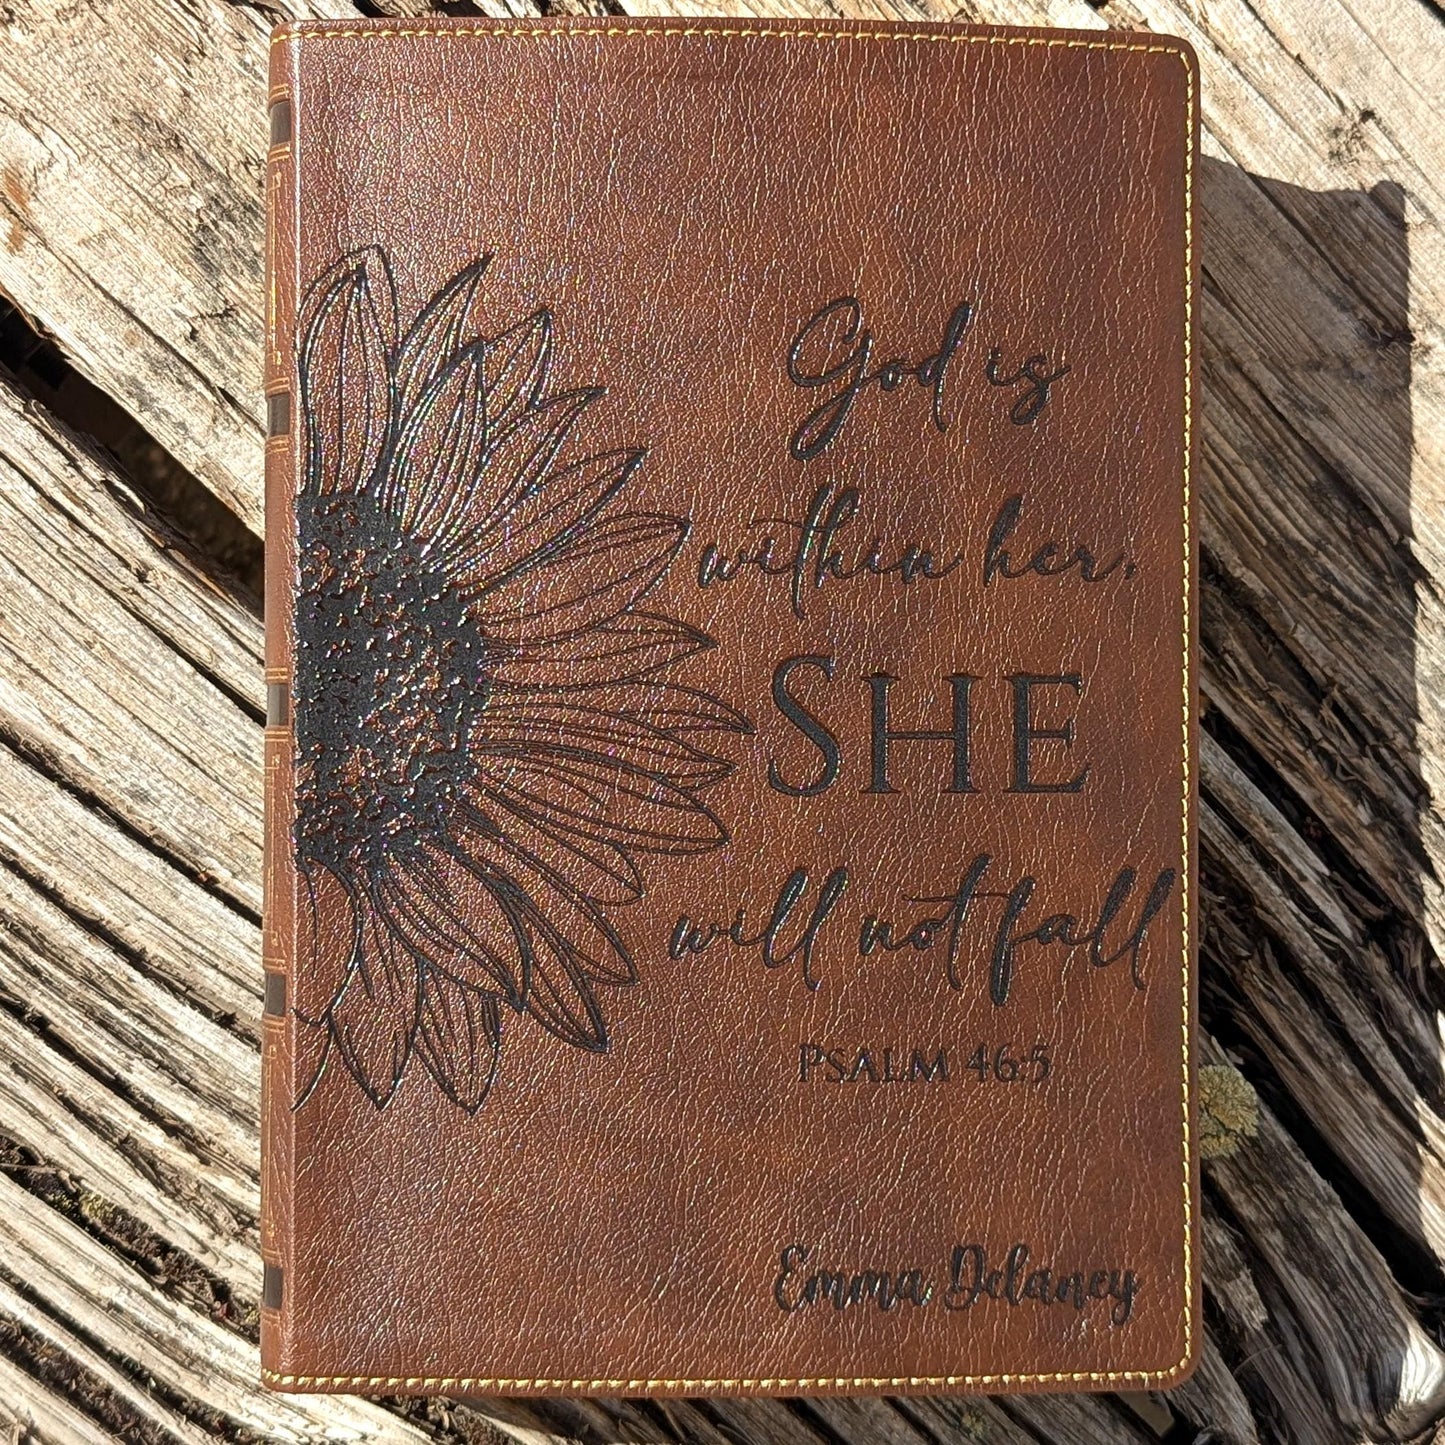 God is
within her,
SHE
will not fall
PSALM 46:5
Emma Delaney